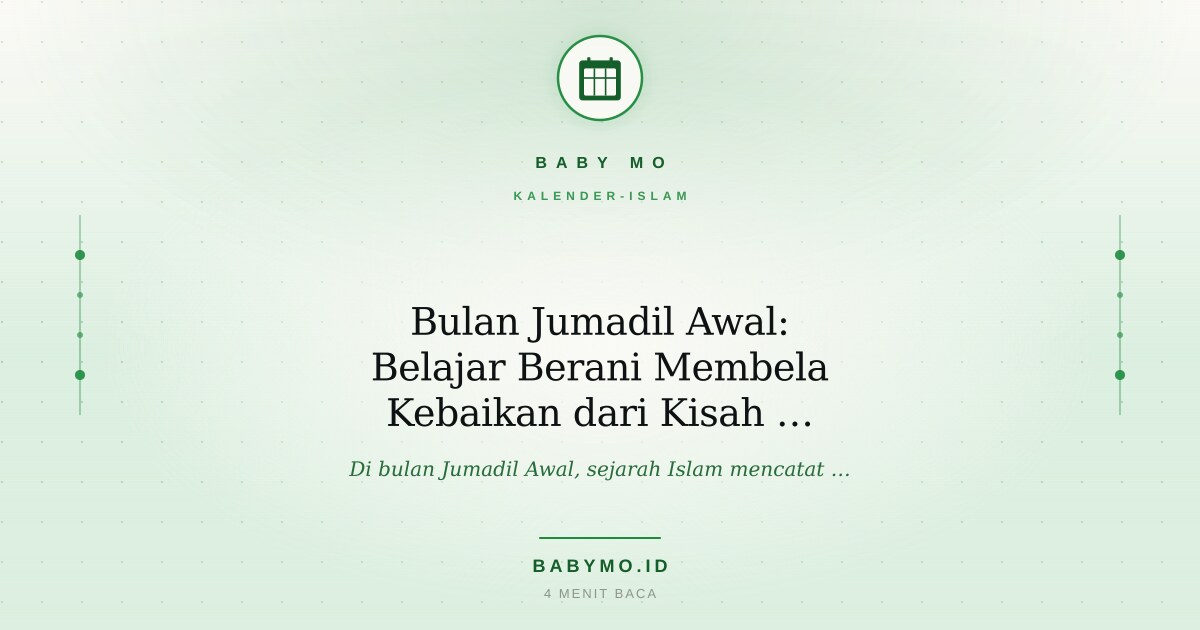 BABY MO
KALENDER-ISLAM
Bulan Jumadil Awal:
Belajar Berani Membela
Kebaikan dari Kisah ...
Di bulan Jumadil Awal, sejarah Islam mencatat ...
BABYMO.ID
4 MENIT BACA